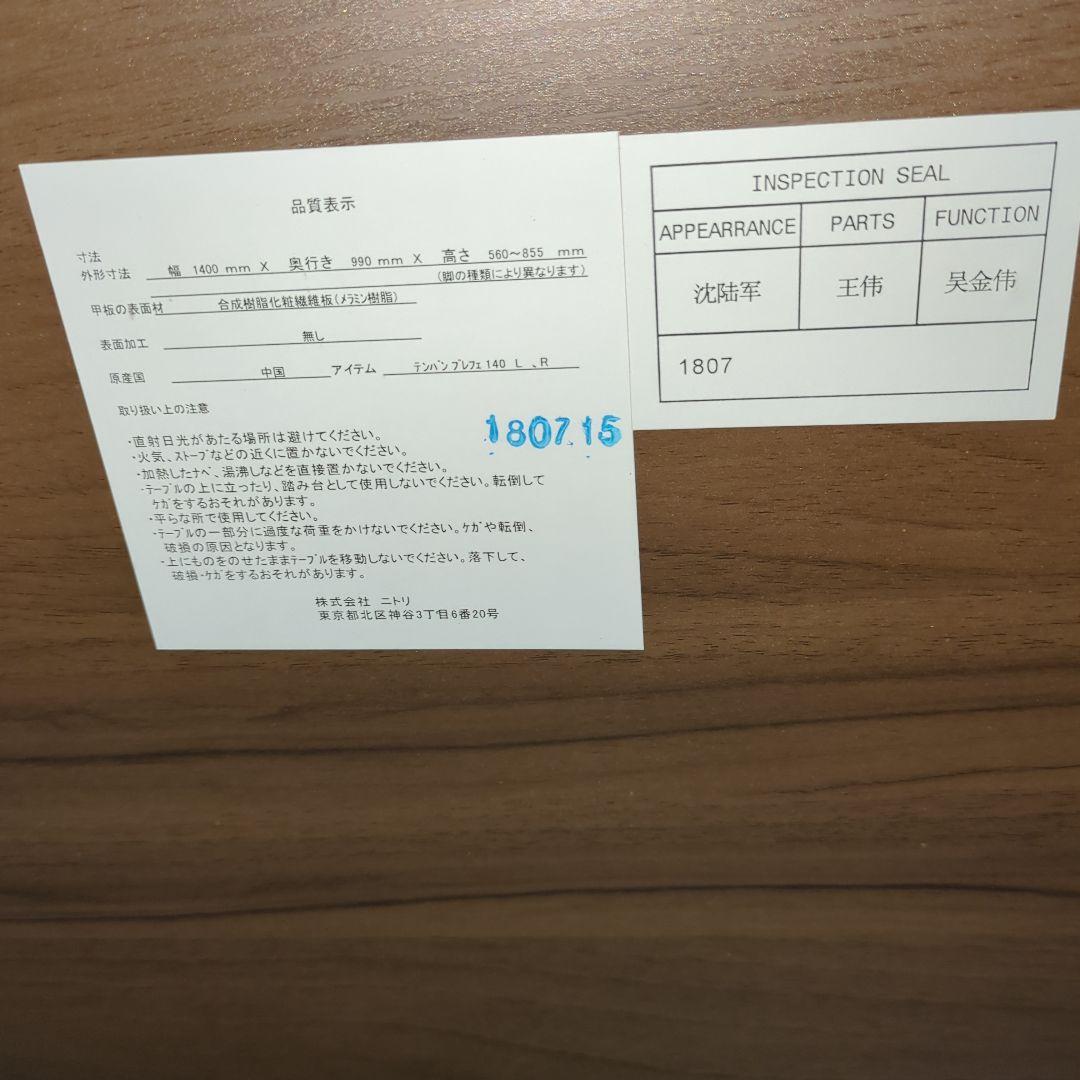 品質表示
寸法
外形寸法 幅 1400 mm X 奥行き 990 mm X 高さ 560～855 mm
(脚の種類により異なります)
甲板の表面材 合成樹脂化粧繊維板(ﾒﾗﾐﾝ樹脂)
表面加工 無し
原産国 中国 アイテム ﾃﾝﾊﾞﾝ ﾌﾟﾚﾌｪ 140 L 、R
取り扱い上の注意
1807.15
・直射日光があたる場所は避けてください。
・火気、ｽﾄｰﾌﾞなどの近くに置かないでください。
・加熱したﾅﾍﾞ、湯沸しなどを直接置かないでください。
・ﾃｰﾌﾞﾙの上に立ったり、踏み台として使用しないでください。転倒して
ｹｶﾞをするおそれがあります。
・平らな所で使用してください。
・ﾃｰﾌﾞﾙの一部分に過度な荷重をかけないでください。ｹｶﾞや転倒、
破損の原因となります。
・上にものをのせたままﾃｰﾌﾞﾙを移動しないでください。落下して、
破損・ｹｶﾞをするおそれがあります。
株式会社 ニトリ
東京都北区神谷3丁目6番20号
INSPECTION SEAL
APPEARRANCE PARTS FUNCTION
沈陆军 王伟 吴金伟
1807